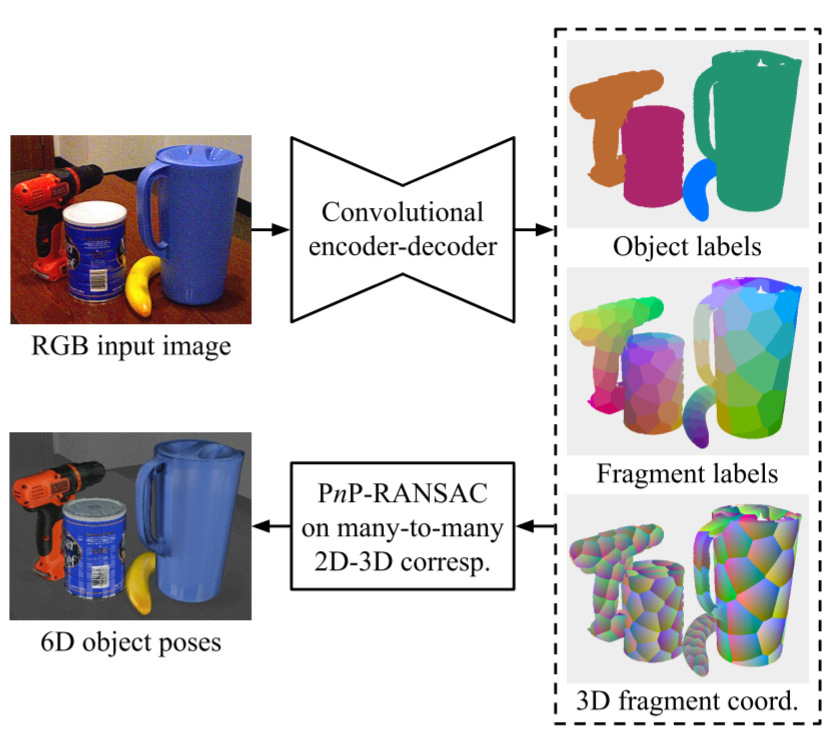 RGB input image
Convolutional
encoder-decoder
Object labels
Fragment labels
3D fragment coord.
PnP-RANSAC
on many-to-many
2D-3D corresp.
6D object poses